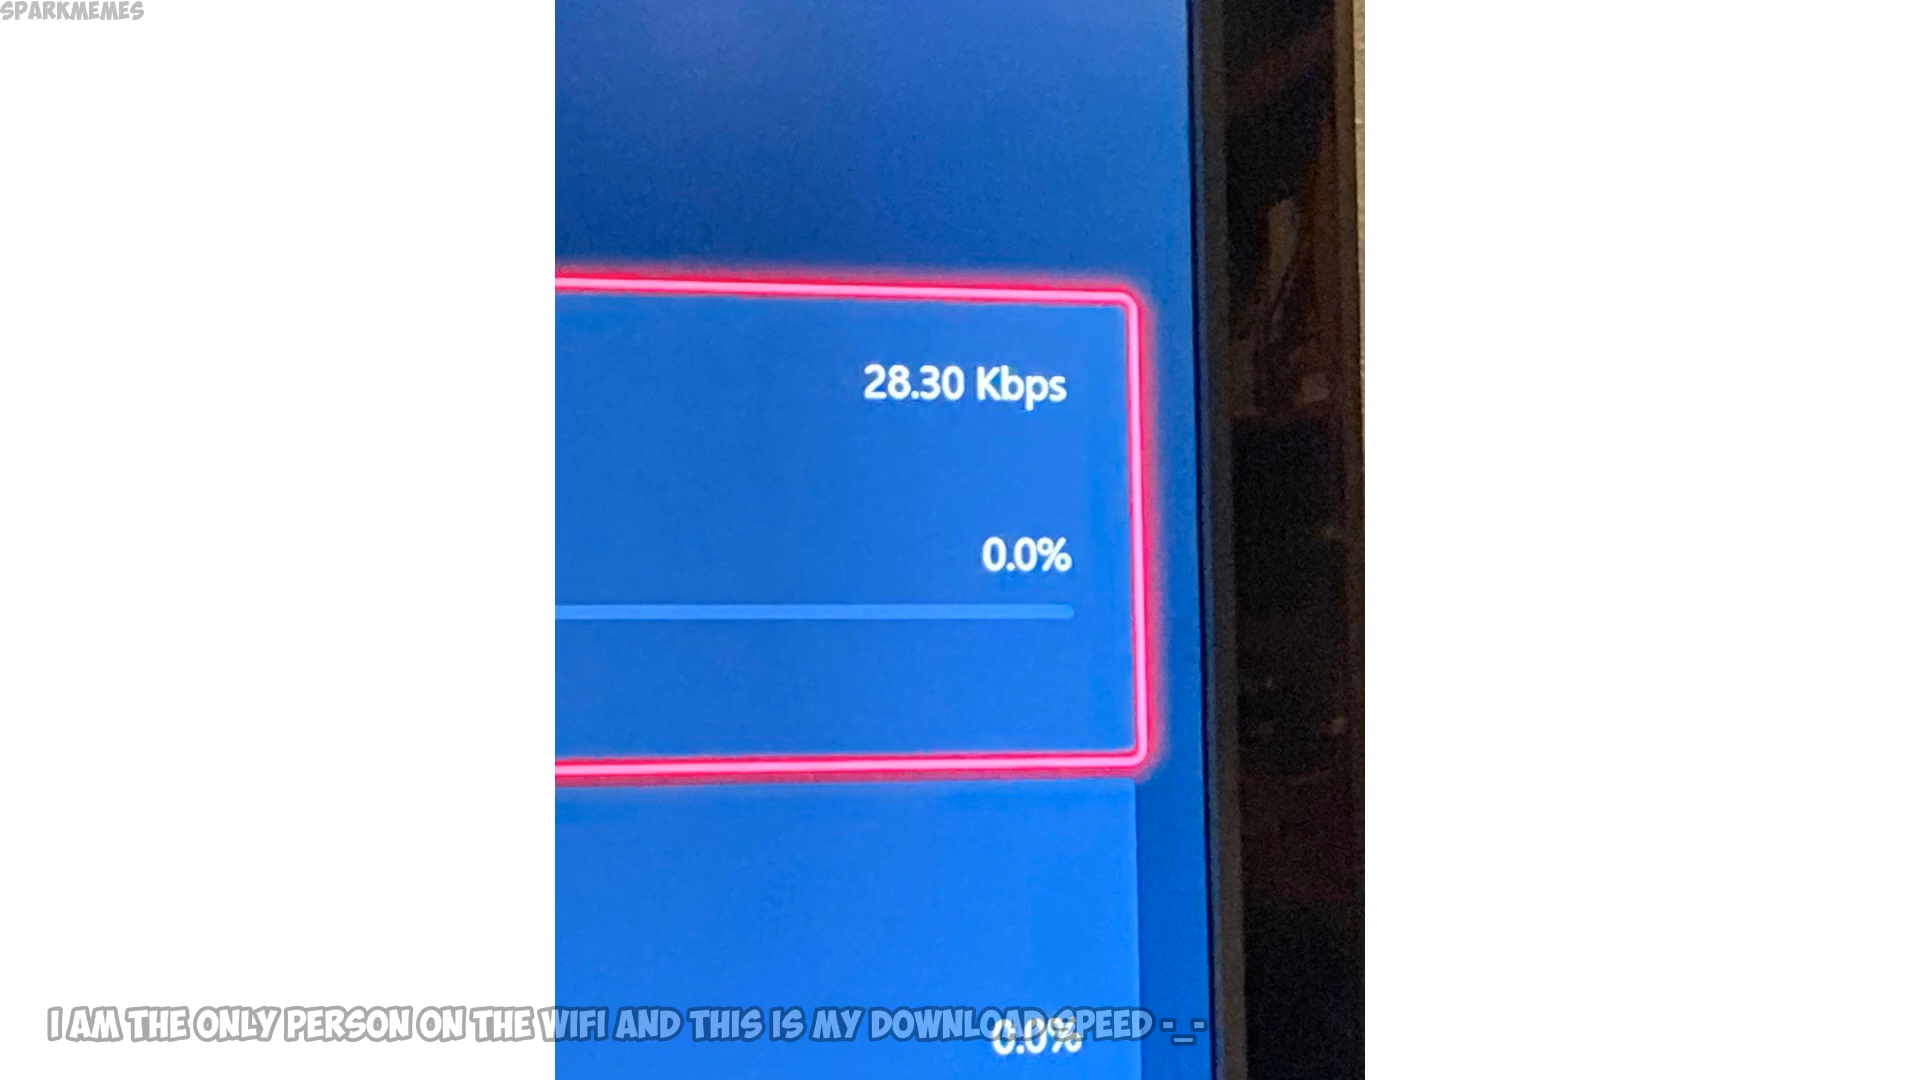 SPARKMEMES
28.30 Kbps
0.0%
I AM THE ONLY PERSON ON THE WIFI AND THIS IS MY DOWNLOAD SPEED -_-
0.0%